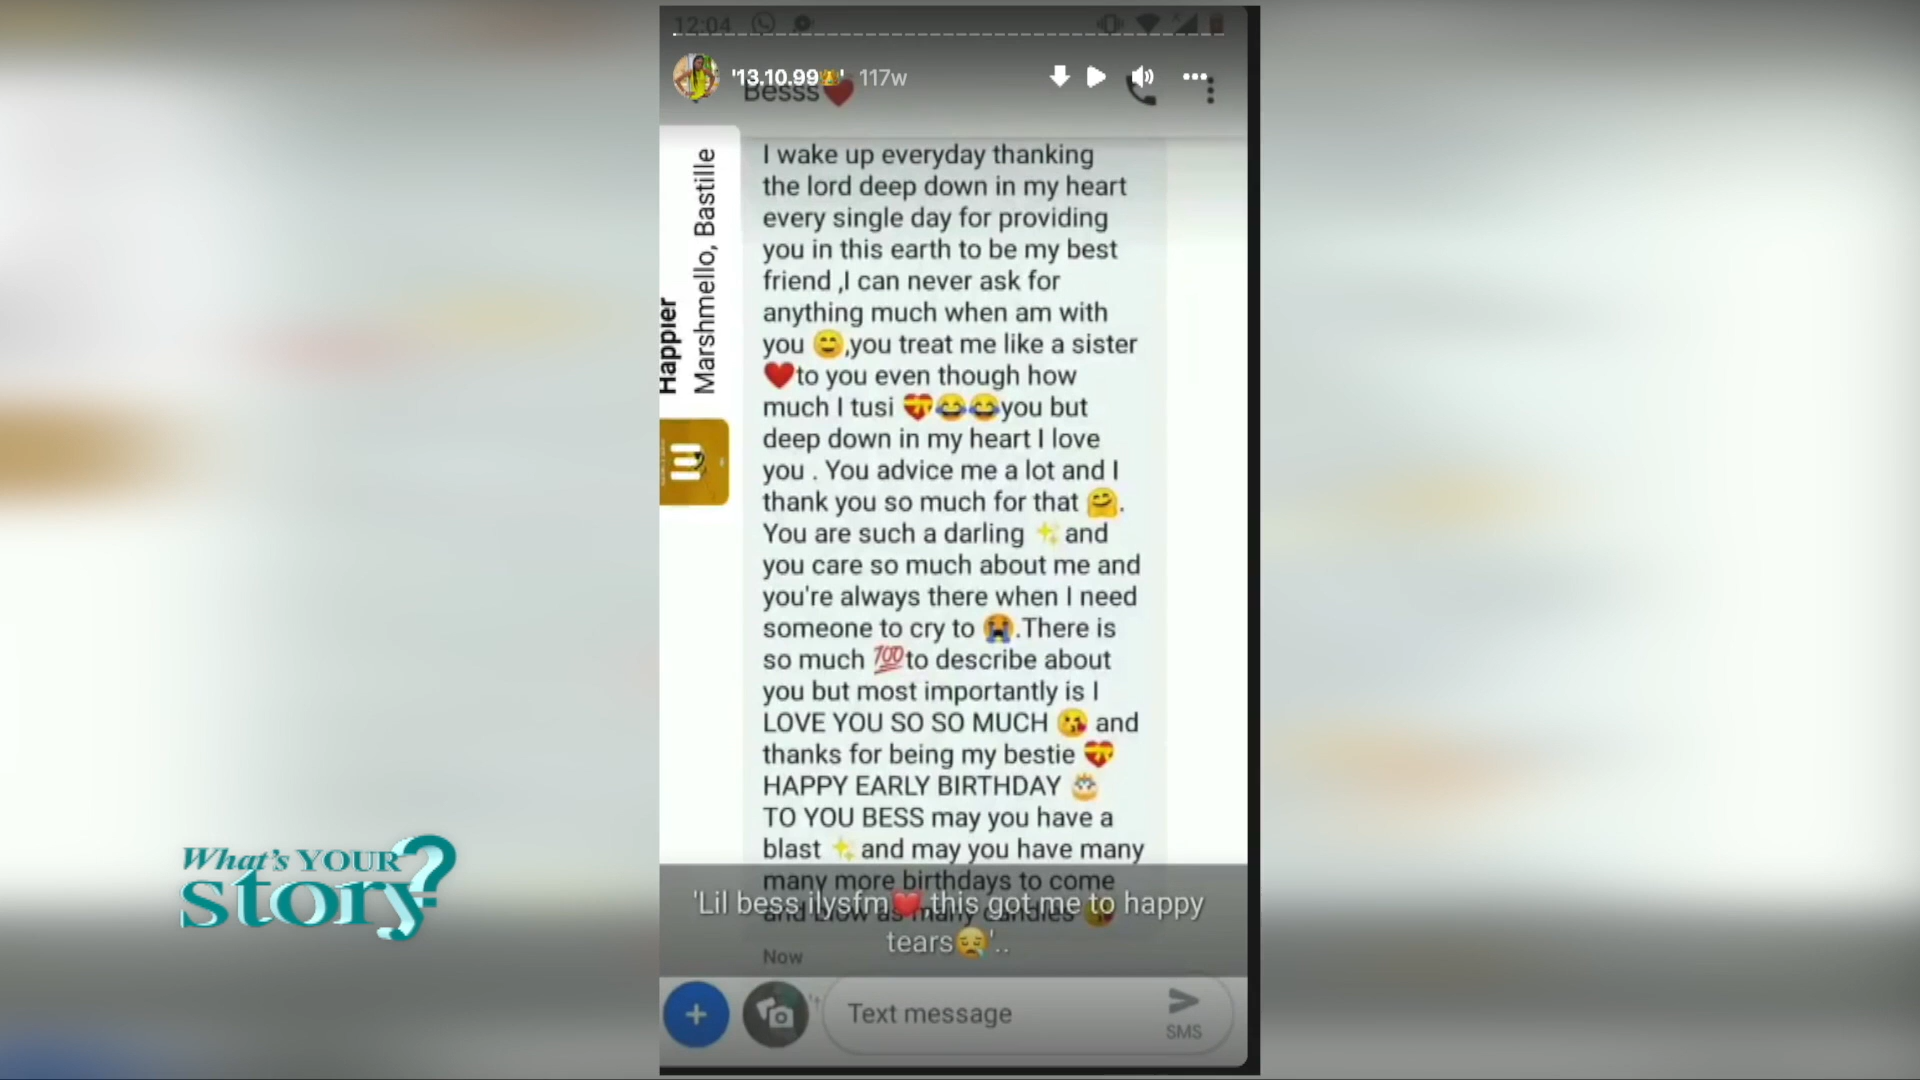 12:04
'13.10.99👑' 117w
Besss❤️
Happier
Marshmello, Bastille
I wake up everyday thanking
the lord deep down in my heart
every single day for providing
you in this earth to be my best
friend ,I can never ask for
anything much when am with
you 😊,you treat me like a sister
❤️to you even though how
much I tusi 💝😂😂you but
deep down in my heart I love
you . You advice me a lot and I
thank you so much for that 🤗.
You are such a darling ✨and
you care so much about me and
you're always there when I need
someone to cry to 😭.There is
so much 💯to describe about
you but most importantly is I
LOVE YOU SO SO MUCH 😘 and
thanks for being my bestie 💝
HAPPY EARLY BIRTHDAY 🎂
TO YOU BESS may you have a
blast ✨and may you have many
many more birthdays to come
and blow as many candles 😘
'Lil bess ilysfm❤️ this got me to happy
tears😪'..
Now
Text message
SMS
What's YOUR
story?